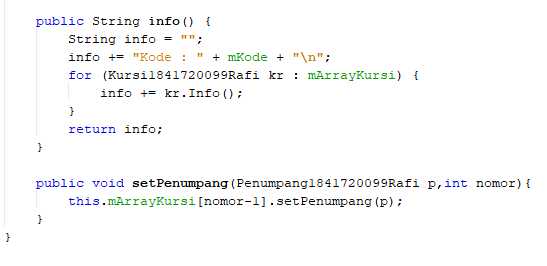 public String info() {
String info = "";
info += "Kode : " + mKode + "\n";
for (Kursi1841720099Rafi kr : mArrayKursi) {
info += kr.Info();
}
return info;
}
public void setPenumpang(Penumpang1841720099Rafi p,int nomor){
this.mArrayKursi[nomor-1].setPenumpang(p);
}
}